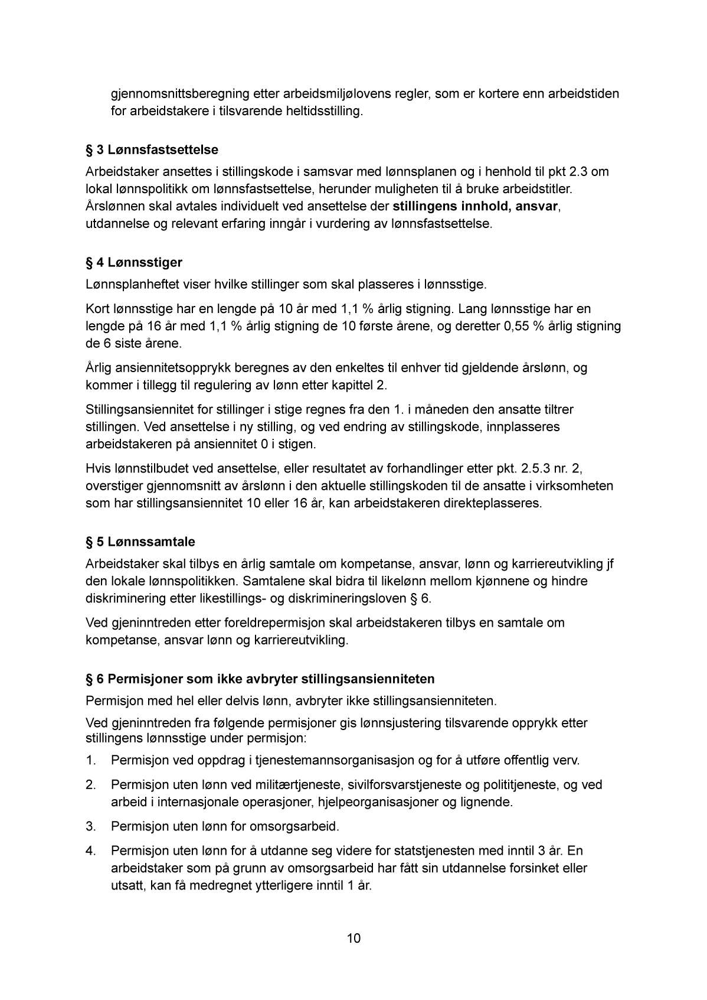 gjennomsnittsberegning etter arbeidsmiljølovens regler, som er kortere enn arbeidstiden
for arbeidstakere i tilsvarende heltidsstilling.
§ 3 Lønnsfastsettelse
Arbeidstaker ansettes i stillingskode i samsvar med lønnsplanen og i henhold til pkt 2.3 om
lokal lønnspolitikk om lønnsfastsettelse, herunder muligheten til å bruke arbeidstitler.
Årslønnen skal avtales individuelt ved ansettelse der stillingens innhold, ansvar,
utdannelse og relevant erfaring inngår i vurdering av lønnsfastsettelse.
§ 4 Lønnsstiger
Lønnsplanheftet viser hvilke stillinger som skal plasseres i lønnsstige.
Kort lønnsstige har en lengde på 10 år med 1,1 % årlig stigning. Lang lønnsstige har en
lengde på 16 år med 1,1 % årlig stigning de 10 første årene, og deretter 0,55 % årlig stigning
de 6 siste årene.
Årlig ansiennitetsopprykk beregnes av den enkeltes til enhver tid gjeldende årslønn, og
kommer i tillegg til regulering av lønn etter kapittel 2.
Stillingsansiennitet for stillinger i stige regnes fra den 1. i måneden den ansatte tiltrer
stillingen. Ved ansettelse i ny stilling, og ved endring av stillingskode, innplasseres
arbeidstakeren på ansiennitet 0 i stigen.
Hvis lønnstilbudet ved ansettelse, eller resultatet av forhandlinger etter pkt. 2.5.3 nr. 2,
overstiger gjennomsnitt av årslønn i den aktuelle stillingskoden til de ansatte i virksomheten
som har stillingsansiennitet 10 eller 16 år, kan arbeidstakeren direkteplasseres.
§ 5 Lønnssamtale
Arbeidstaker skal tilbys en årlig samtale om kompetanse, ansvar, lønn og karriereutvikling jf
den lokale lønnspolitikken. Samtalene skal bidra til likelønn mellom kjønnene og hindre
diskriminering etter likestillings- og diskrimineringsloven § 6.
Ved gjeninntreden etter foreldrepermisjon skal arbeidstakeren tilbys en samtale om
kompetanse, ansvar lønn og karriereutvikling.
§ 6 Permisjoner som ikke avbryter stillingsansienniteten
Permisjon med hel eller delvis lønn, avbryter ikke stillingsansienniteten.
Ved gjeninntreden fra følgende permisjoner gis lønnsjustering tilsvarende opprykk etter
stillingens lønnsstige under permisjon:
1. Permisjon ved oppdrag i tjenestemannsorganisasjon og for å utføre offentlig verv.
2. Permisjon uten lønn ved militærtjeneste, sivilforsvarstjeneste og polititjeneste, og ved
arbeid i internasjonale operasjoner, hjelpeorganisasjoner og lignende.
3. Permisjon uten lønn for omsorgsarbeid.
4. Permisjon uten lønn for å utdanne seg videre for statstjenesten med inntil 3 år. En
arbeidstaker som på grunn av omsorgsarbeid har fått sin utdannelse forsinket eller
utsatt, kan få medregnet ytterligere inntil 1 år.
10